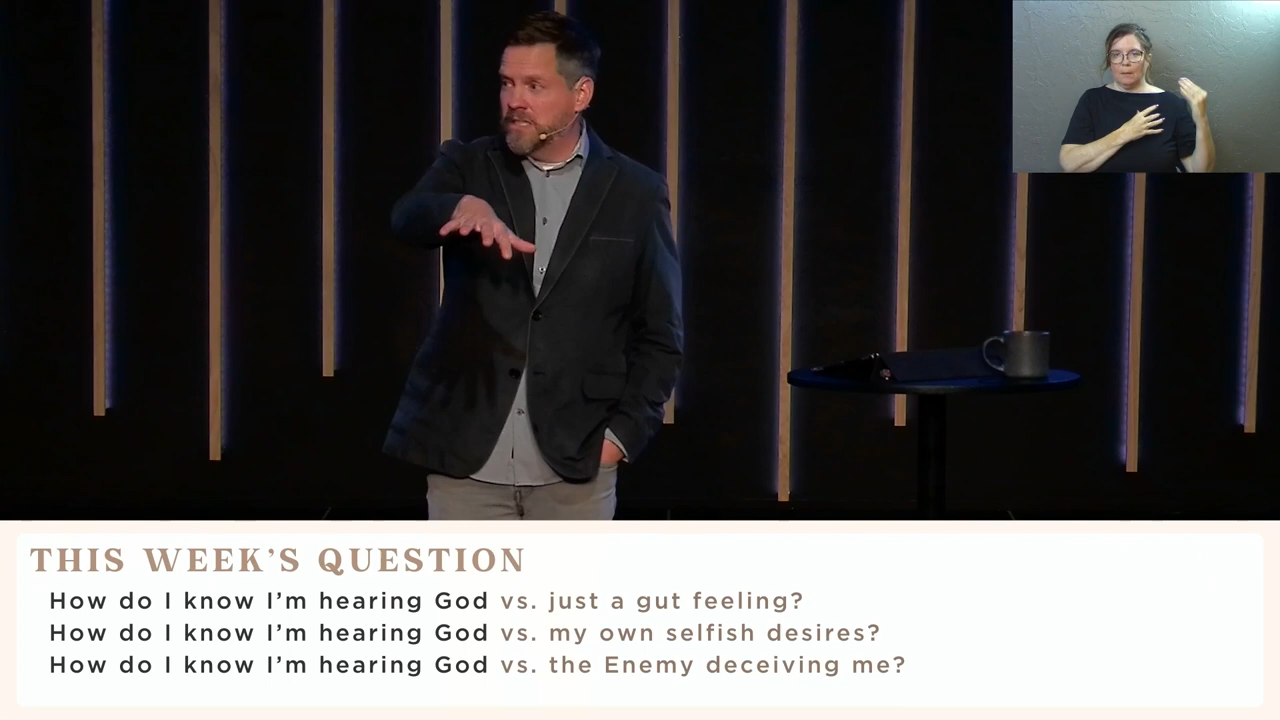 THIS WEEK'S QUESTION
How do I know I'm hearing God vs. just a gut feeling?
How do I know I'm hearing God vs. my own selfish desires?
How do I know I'm hearing God vs. the Enemy deceiving me?